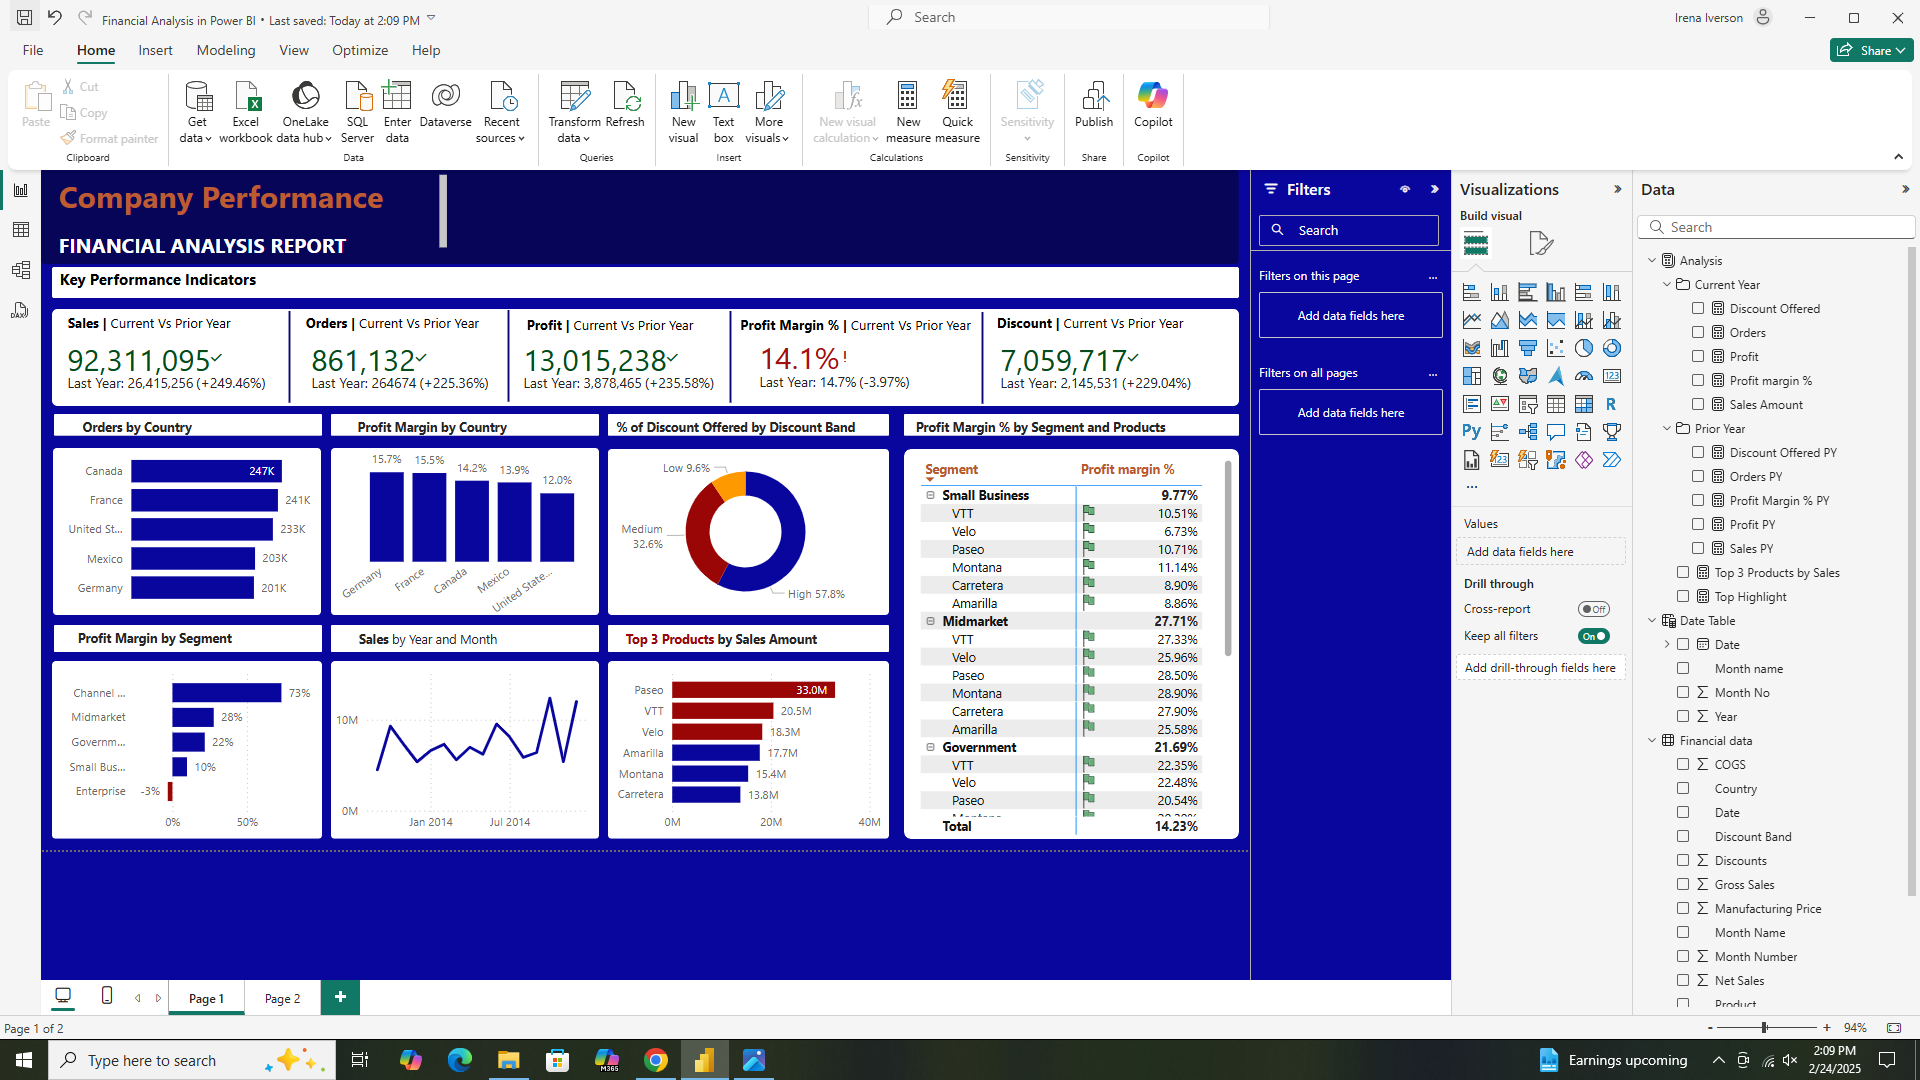 Financial Analysis in Power BI • Last saved: Today at 2:09 PM
Search
Irena Iverson
File
Home
Insert
Modeling
View
Optimize
Help
Share
Paste
Cut
Copy
Format painter
Clipboard
Get data
Excel workbook
OneLake data hub
SQL Server
Enter data
Dataverse
Recent sources
Data
Transform data
Refresh
Queries
New visual
Text box
More visuals
Insert
New visual calculation
New measure
Quick measure
Calculations
Sensitivity
Sensitivity
Publish
Share
Copilot
Copilot
Company Performance
FINANCIAL ANALYSIS REPORT
Key Performance Indicators
Sales | Current Vs Prior Year
92,311,095
Last Year: 26,415,256 (+249.46%)
Orders | Current Vs Prior Year
861,132
Last Year: 264674 (+225.36%)
Profit | Current Vs Prior Year
13,015,238
Last Year: 3,878,465 (+235.58%)
Profit Margin % | Current Vs Prior Year
14.1%!
Last Year: 14.7% (-3.97%)
Discount | Current Vs Prior Year
7,059,717
Last Year: 2,145,531 (+229.04%)
Orders by Country
Canada 247K
France 241K
United St... 233K
Mexico 203K
Germany 201K
Profit Margin by Country
15.7%
15.5%
14.2%
13.9%
12.0%
Germany
France
Canada
Mexico
United State...
% of Discount Offered by Discount Band
Low 9.6%
Medium
32.6%
High 57.8%
Profit Margin % by Segment and Products
Segment Profit margin %
Small Business 9.77%
VTT 10.51%
Velo 6.73%
Paseo 10.71%
Montana 11.14%
Carretera 8.90%
Amarilla 8.86%
Midmarket 27.71%
VTT 27.33%
Velo 25.96%
Paseo 28.50%
Montana 28.90%
Carretera 27.90%
Amarilla 25.58%
Government 21.69%
VTT 22.35%
Velo 22.48%
Paseo 20.54%
Total 14.23%
Profit Margin by Segment
Channel ... 73%
Midmarket 28%
Governm... 22%
Small Bus... 10%
Enterprise -3%
0%
50%
Sales by Year and Month
10M
0M
Jan 2014
Jul 2014
Top 3 Products by Sales Amount
Paseo 33.0M
VTT 20.5M
Velo 18.3M
Amarilla 17.7M
Montana 15.4M
Carretera 13.8M
0M
20M
40M
Filters
Search
Filters on this page ...
Add data fields here
Filters on all pages ...
Add data fields here
Visualizations
Build visual
123
R
Py
123
...
Values
Add data fields here
Drill through
Cross-report Off
Keep all filters On
Add drill-through fields here
Data
Search
Analysis
Current Year
Discount Offered
Orders
Profit
Profit margin %
Sales Amount
Prior Year
Discount Offered PY
Orders PY
Profit Margin % PY
Profit PY
Sales PY
Top 3 Products by Sales
Top Highlight
Date Table
Date
Month name
Month No
Year
Financial data
COGS
Country
Date
Discount Band
Discounts
Gross Sales
Manufacturing Price
Month Name
Month Number
Net Sales
Product
Page 1
Page 2
+
Page 1 of 2
- + 94%
Type here to search
M365
Earnings upcoming
2:09 PM
2/24/2025